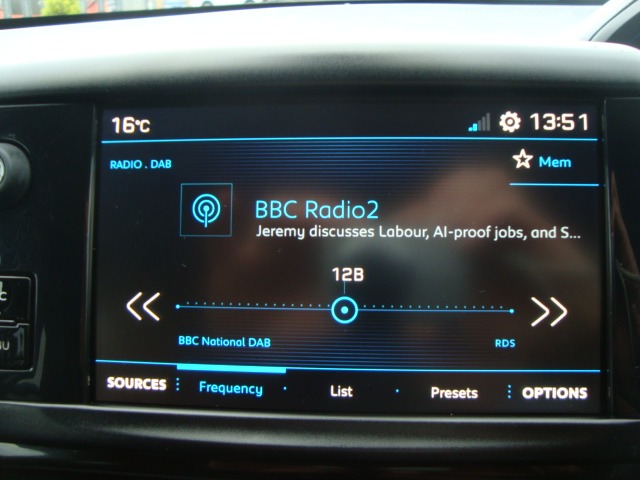 16°C 13:51
RADIO . DAB Mem
BBC Radio2
Jeremy discusses Labour, AI-proof jobs, and S...
12B
BBC National DAB RDS
SOURCES Frequency List Presets OPTIONS